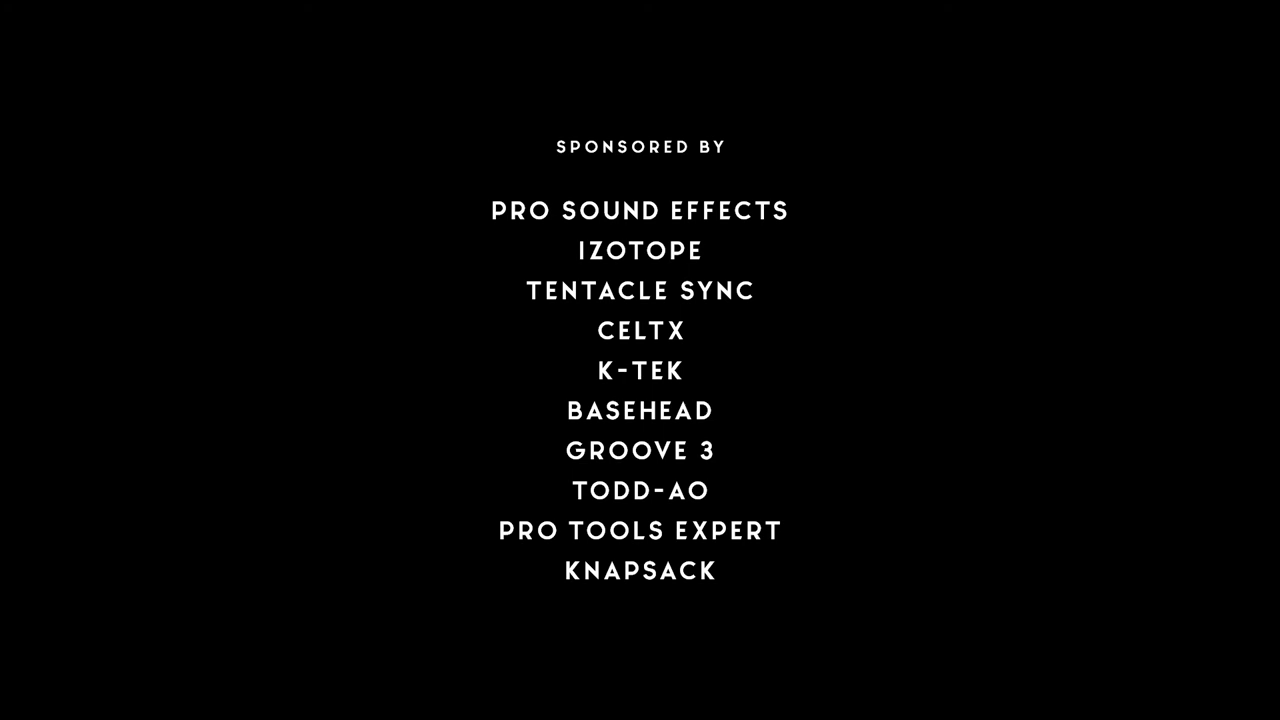 SPONSORED BY
PRO SOUND EFFECTS
IZOTOPE
TENTACLE SYNC
CELTX
K-TEK
BASEHEAD
GROOVE 3
TODD-AO
PRO TOOLS EXPERT
KNAPSACK